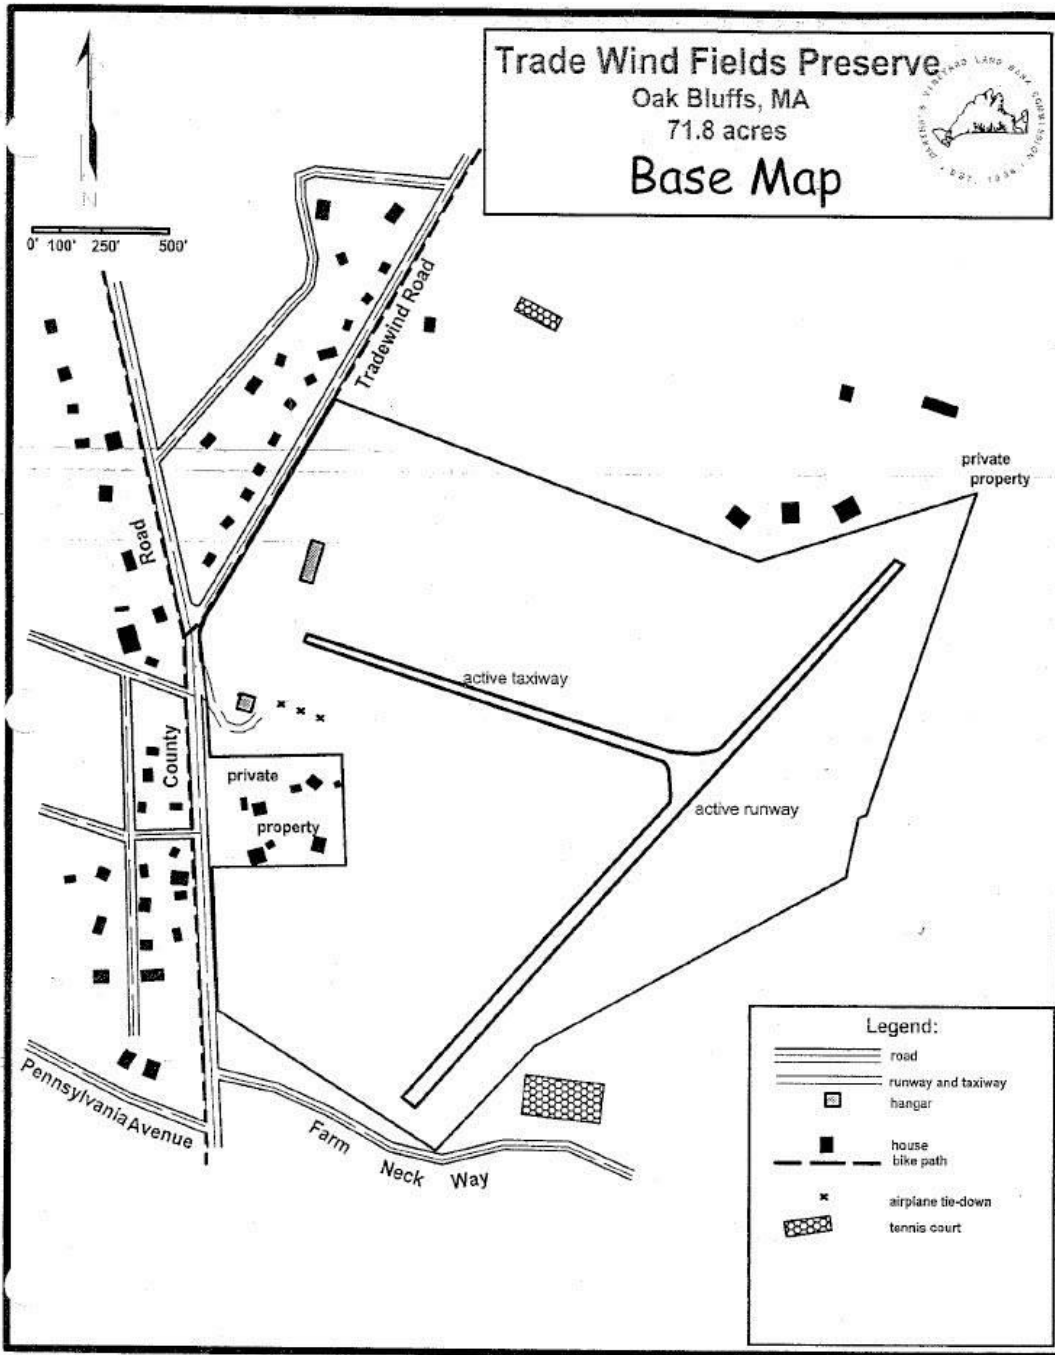 Trade Wind Fields Preserve
Oak Bluffs, MA
71.8 acres
Base Map
N
0' 100' 250' 500'
Tradewind Road
private
property
Road
active taxiway
County
private
property
active runway
Pennsylvania Avenue
Farm
Neck
Way
Legend:
road
runway and taxiway
hangar
house
bike path
airplane tie-down
tennis court